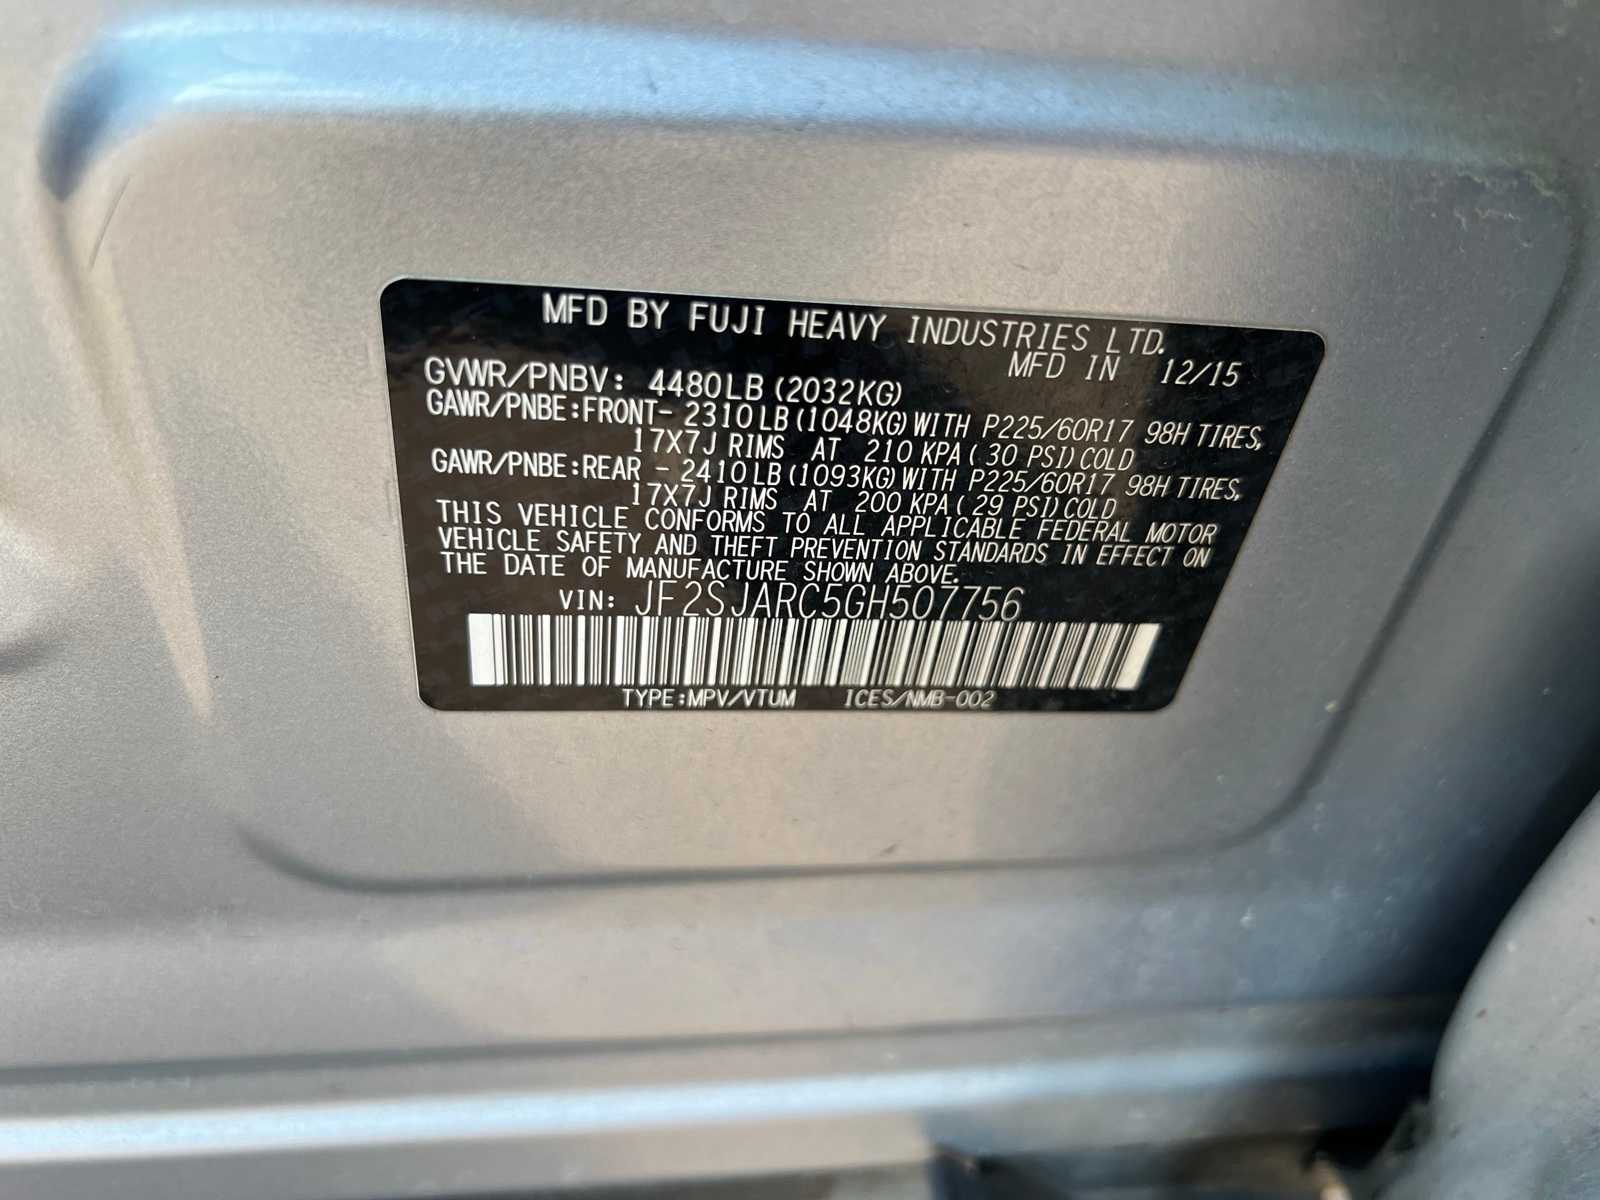 MFD BY FUJI HEAVY INDUSTRIES LTD.
MFD IN 12/15
GVWR/PNBV: 4480LB (2032KG)
GAWR/PNBE:FRONT- 2310LB (1048KG) WITH P225/60R17 98H TIRES,
17X7J RIMS AT 210 KPA ( 30 PSI) COLD
GAWR/PNBE:REAR - 2410LB (1093KG) WITH P225/60R17 98H TIRES,
17X7J RIMS AT 200 KPA ( 29 PSI) COLD
THIS VEHICLE CONFORMS TO ALL APPLICABLE FEDERAL MOTOR
VEHICLE SAFETY AND THEFT PREVENTION STANDARDS IN EFFECT ON
THE DATE OF MANUFACTURE SHOWN ABOVE.
VIN: JF2SJARC5GH507756
TYPE:MPV/VTUM ICES/NMB-002